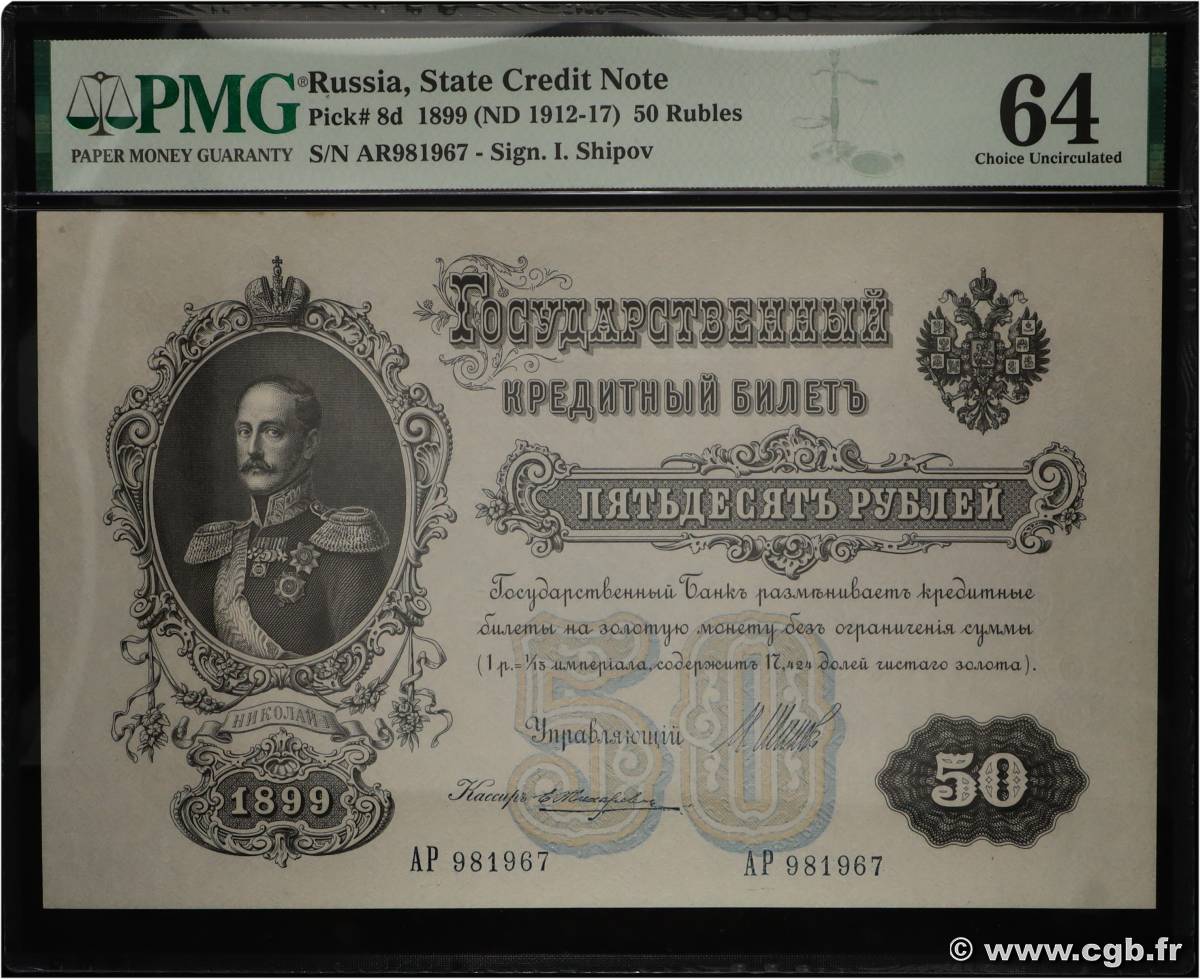 PMG® Russia, State Credit Note
Pick# 8d 1899 (ND 1912-17) 50 Rubles
PAPER MONEY GUARANTY S/N AR981967 - Sign. I. Shipov
64
Choice Uncirculated
Государственный
кредитный билетъ
пятьдесятъ рублей
Государственный Банкъ размѣниваетъ кредитные
билеты на золотую монету безъ ограниченія суммы
(1 р.=1/15 имперіала, содержитъ 17,424 долей чистаго золота).
Управляющій
Кассиръ
НИКОЛАЙ I
1899
50
50
АР 981967
АР 981967
© www.cgb.fr